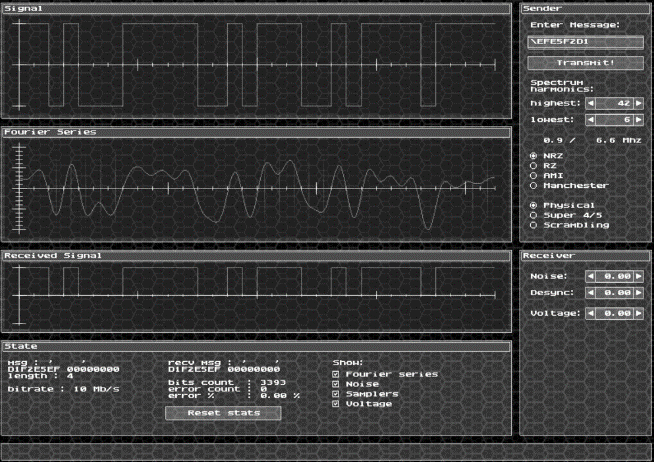 Signal
Fourier Series
Received Signal
State
msg : ' '
D1F2E5EF 00000000
length : 4
bitrate : 10 Mb/s
recv msg : ' '
D1F2E5EF 00000000
bits count : 3393
error count : 0
error % : 0.00 %
Reset stats
Show:
Fourier series
Noise
Samplers
Voltage
Sender
Enter Message:
\EFE5F2D1
Transmit!
Spectrum
harmonics:
highest: 42
lowest: 6
0.9 / 6.6 Mhz
NRZ
RZ
AMI
Manchester
Physical
Super 4/5
Scrambling
Receiver
Noise: 0.00
Desync: 0.00
Voltage: 0.00